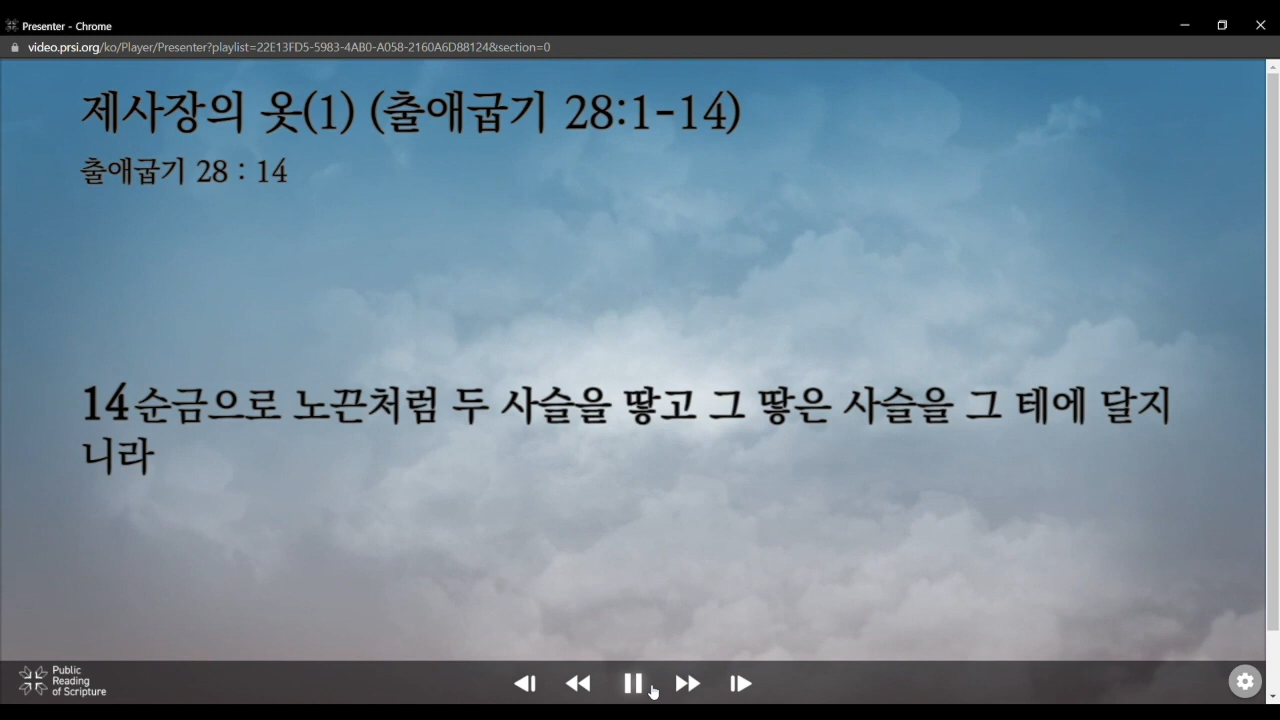 Presenter - Chrome
video.prsi.org/ko/Player/Presenter?playlist=22E13FD5-5983-4AB0-A058-2160A6D88124&section=0
제사장의 옷(1) (출애굽기 28:1-14)
출애굽기 28 : 14
14순금으로 노끈처럼 두 사슬을 땋고 그 땋은 사슬을 그 테에 달지
니라
Public
Reading
of Scripture